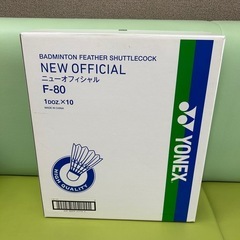 BADMINTON FEATHER SHUTTLECOCK
NEW OFFICIAL
ニューオフィシャル
F-80
1DOZ.×10
MADE IN CHINA
HIGH QUALITY
YONEX